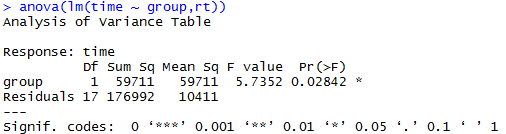 > anova(lm(time ~ group,rt))
Analysis of Variance Table

Response: time
          Df Sum Sq Mean Sq F value  Pr(>F)
group      1  59711   59711  5.7352 0.02842 *
Residuals 17 176992   10411
---
Signif. codes:  0 ‘***’ 0.001 ‘**’ 0.01 ‘*’ 0.05 ‘.’ 0.1 ‘ ’ 1